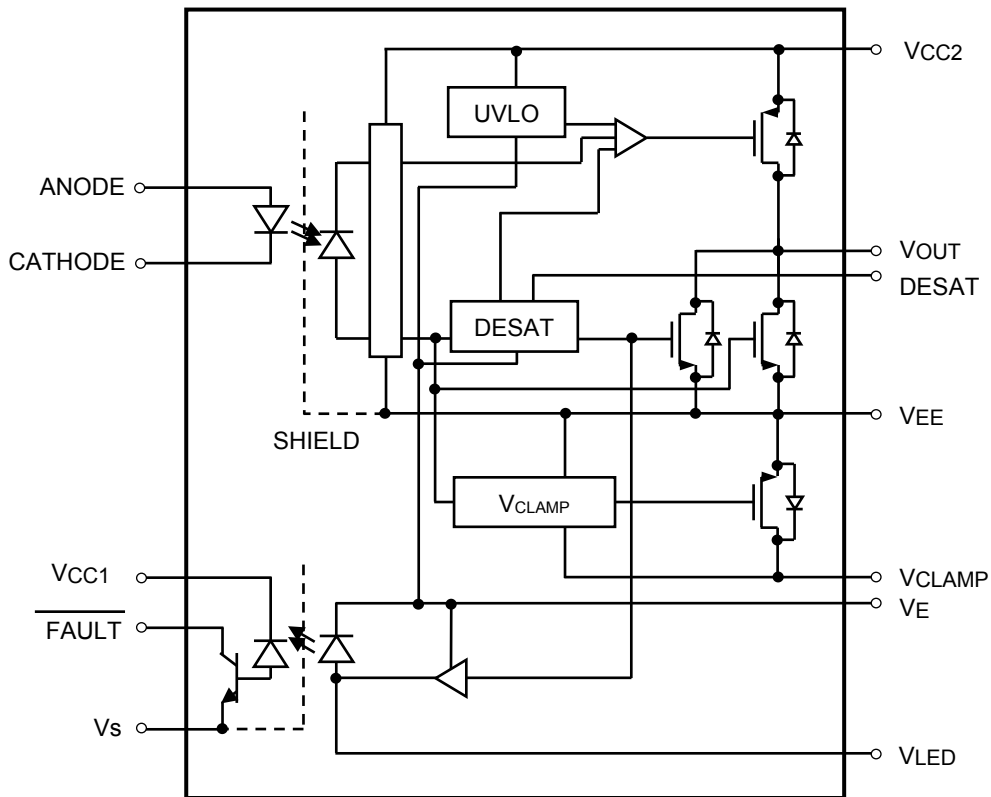 VCC2
UVLO
ANODE
VOUT
CATHODE
DESAT
DESAT
VEE
SHIELD
VCLAMP
VCC1
VCLAMP
VE
FAULT
VS
VLED